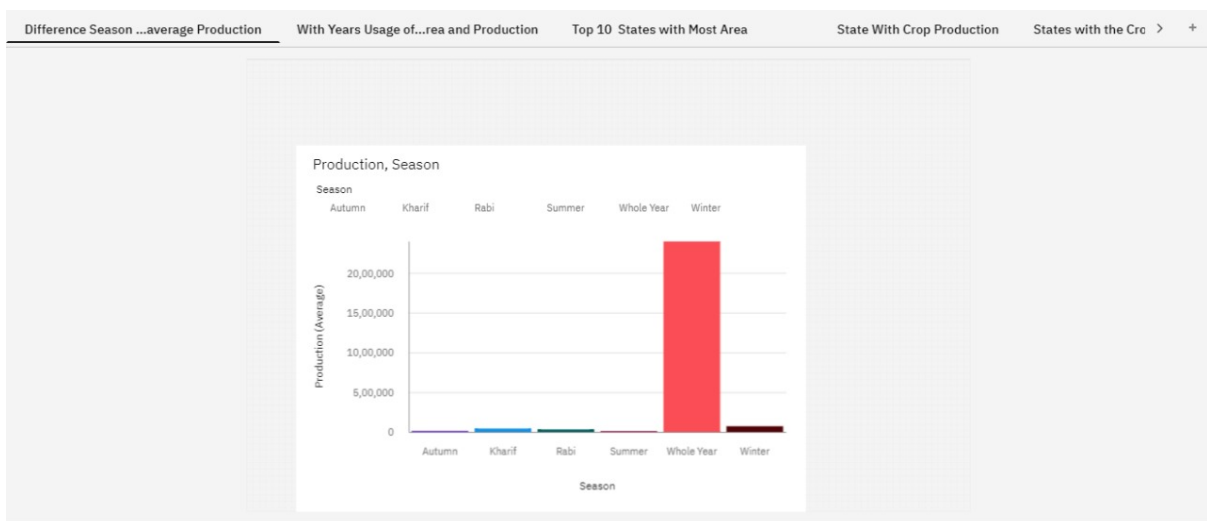 Difference Season ...average Production With Years Usage of...rea and Production Top 10 States with Most Area State With Crop Production States with the Crc > +
Production, Season
Season
Autumn Kharif Rabi Summer Whole Year Winter
20,00,000
15,00,000
10,00,000
5,00,000
0
Production (Average)
Autumn Kharif Rabi Summer Whole Year Winter
Season